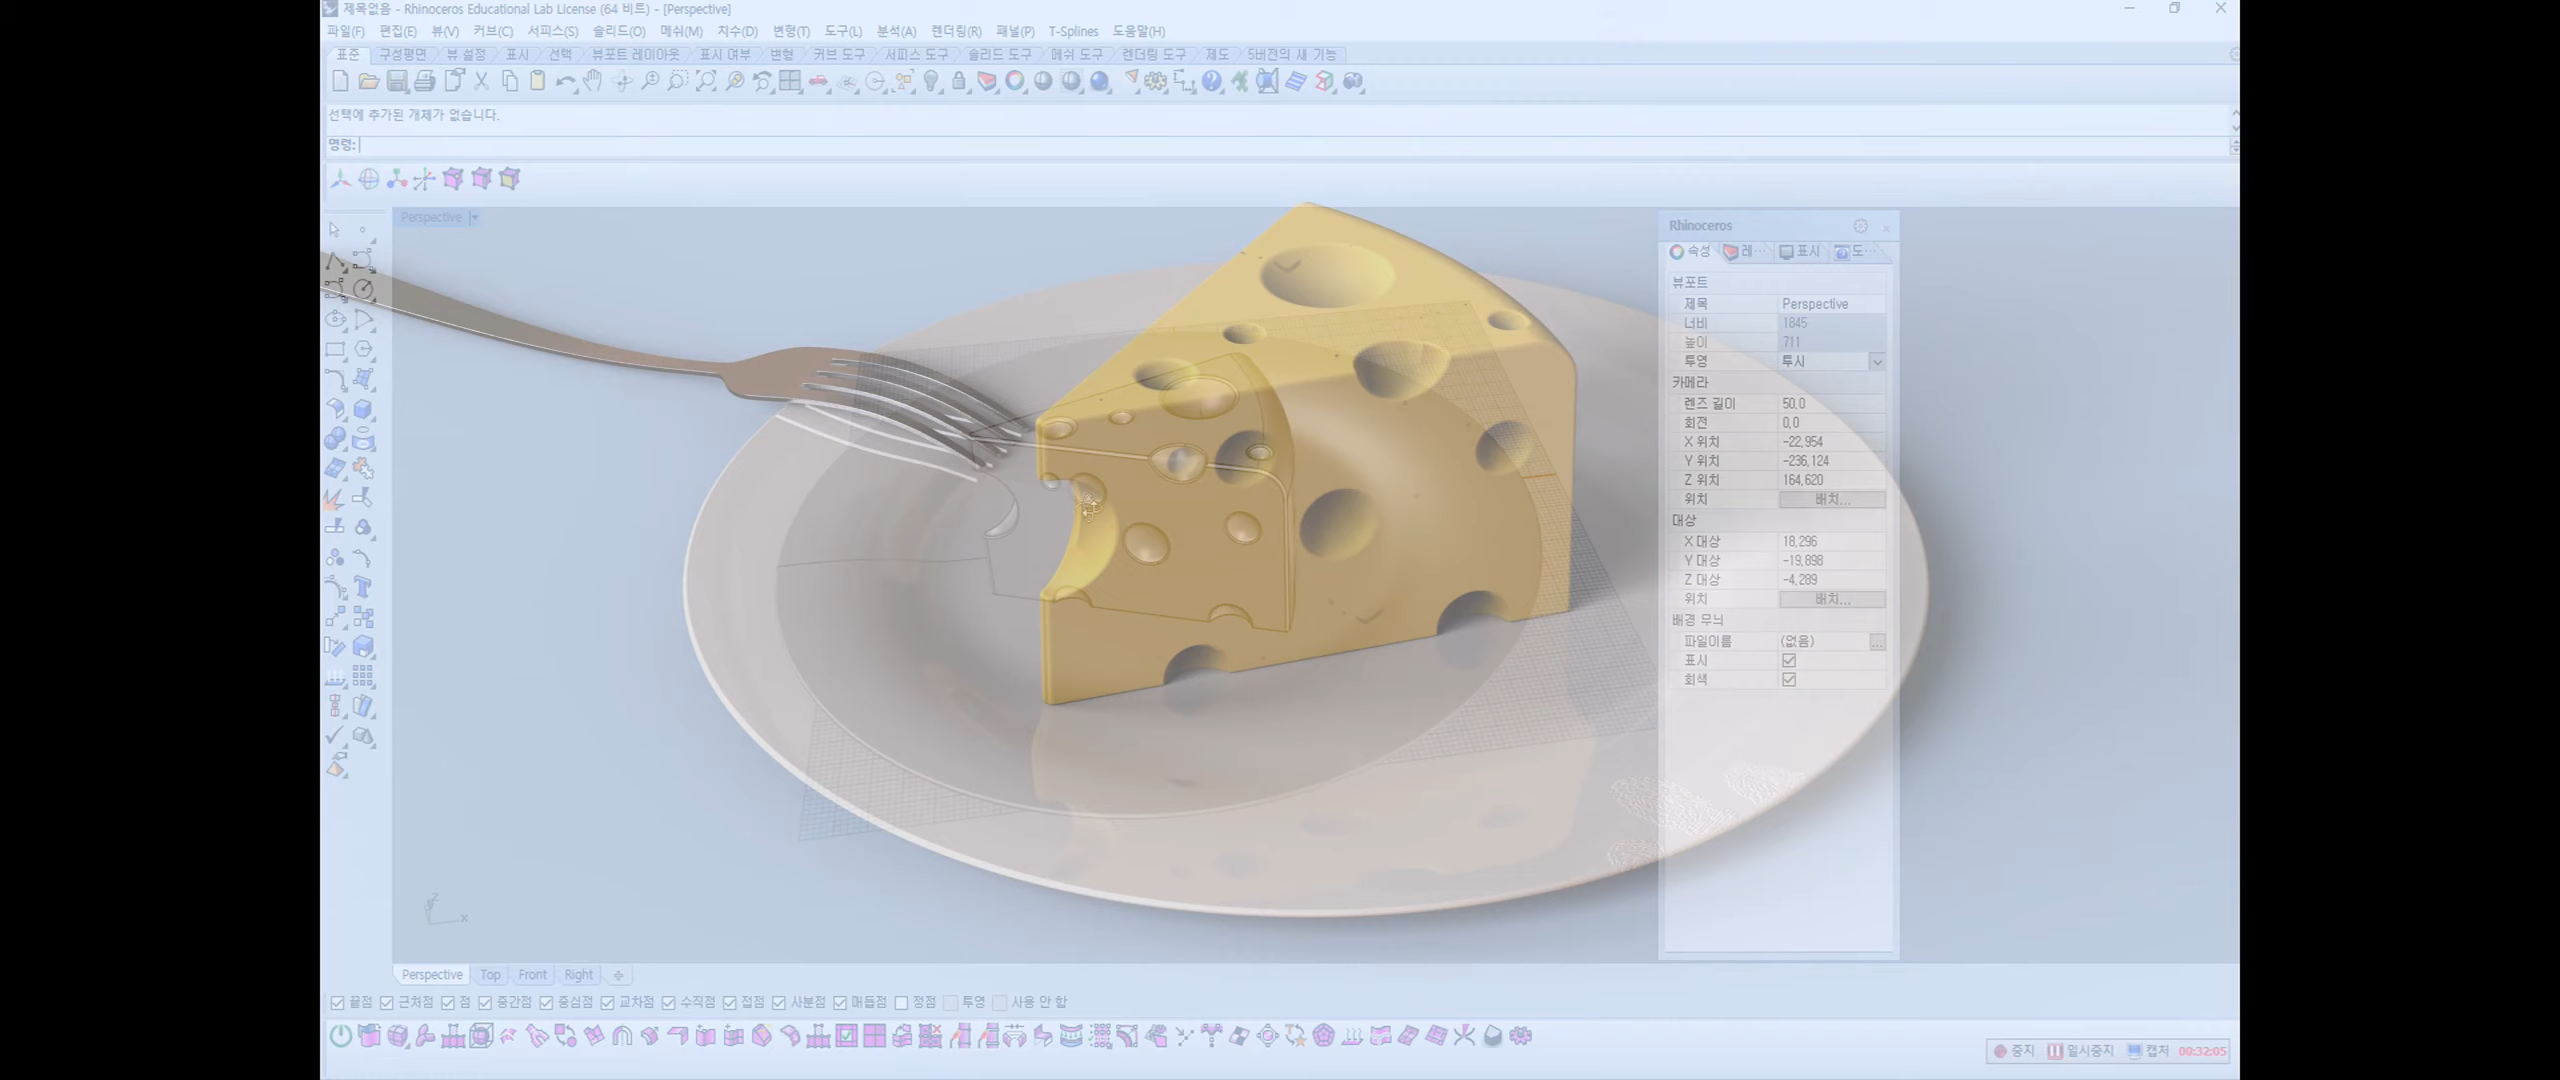 제목없음 - Rhinoceros Educational Lab License (64 비트) - [Perspective]
파일(F) 편집(E) 뷰(V) 커브(C) 서피스(S) 솔리드(O) 메쉬(M) 치수(D) 변형(T) 도구(L) 분석(A) 렌더링(R) 패널(P) T-Splines 도움말(H)
표준 구성평면 뷰 설정 표시 선택 뷰포트 레이아웃 표시 여부 변형 커브 도구 서피스 도구 솔리드 도구 메쉬 도구 렌더링 도구 제도 5버전의 새 기능
선택에 추가된 개체가 없습니다.
명령:
Perspective
Rhinoceros
속성 레... 표시 도...
뷰포트
제목 Perspective
너비 1845
높이 711
투영 투시
카메라
렌즈 길이 50.0
회전 0.0
X 위치 -22.954
Y 위치 -236.124
Z 위치 164.620
위치 배치...
대상
X 대상 18.296
Y 대상 -19.898
Z 대상 -4.289
위치 배치...
배경 무늬
파일이름 (없음) ...
표시
회색
z
x
Perspective Top Front Right
끝점 근처점 점 중간점 중심점 교차점 수직점 접점 사분점 매듭점 정점 투영 사용 안 함
중지 일시중지 캡처 00:32:05